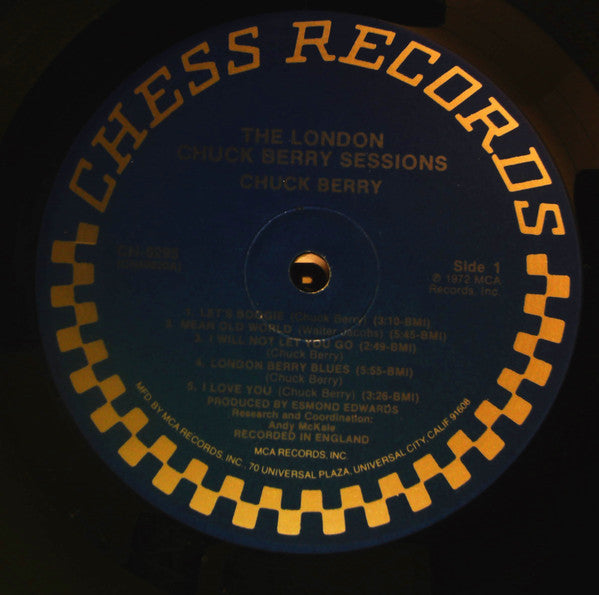 CHESS RECORDS
THE LONDON
CHUCK BERRY SESSIONS
CHUCK BERRY
CH-9295
Side 1
℗ 1972 MCA
Records, Inc.
1. LET'S BOOGIE (Chuck Berry) (3:10-BMI)
2. MEAN OLD WORLD (Walter Jacobs) (5:45-BMI)
3. I WILL NOT LET YOU GO (2:49-BMI)
(Chuck Berry)
4. LONDON BERRY BLUES (5:55-BMI)
(Chuck Berry)
5. I LOVE YOU (Chuck Berry) (3:26-BMI)
PRODUCED BY ESMOND EDWARDS
Research and Coordination:
Andy McKaie
RECORDED IN ENGLAND
MCA RECORDS, INC.
MFD. BY MCA RECORDS, INC., 70 UNIVERSAL PLAZA, UNIVERSAL CITY, CALIF. 91608